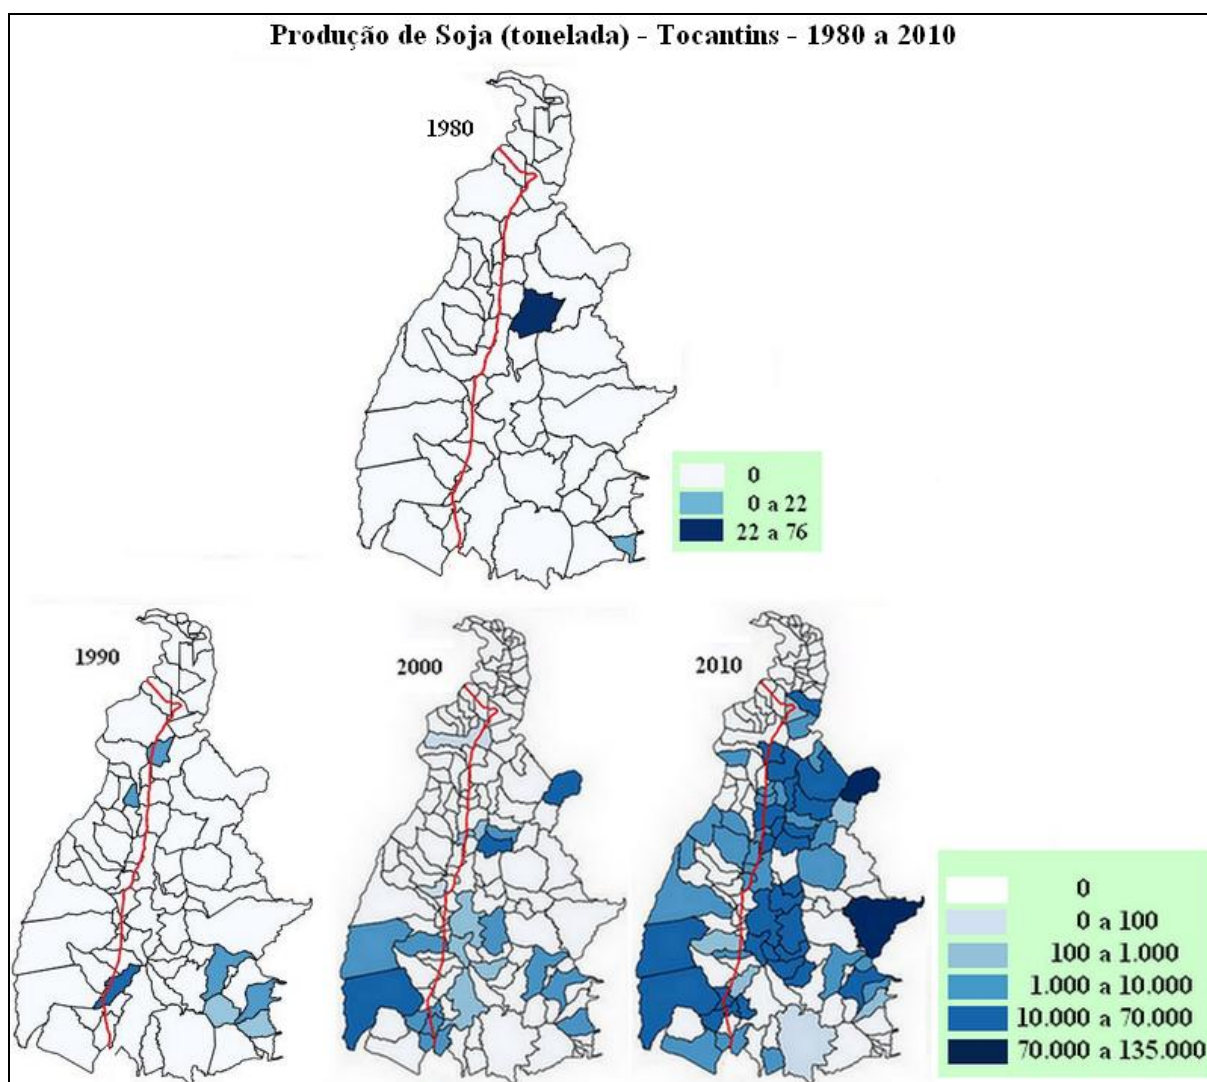 Produção de Soja (tonelada) - Tocantins - 1980 a 2010
1980
0
0 a 22
22 a 76
1990
2000
2010
0
0 a 100
100 a 1.000
1.000 a 10.000
10.000 a 70.000
70.000 a 135.000